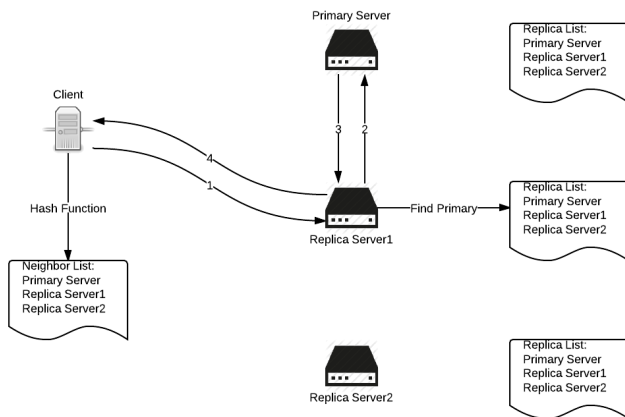 Primary Server
Replica List:
Primary Server
Replica Server1
Replica Server2
Client
3
2
4
1
Hash Function
Replica Server1
Find Primary
Replica List:
Primary Server
Replica Server1
Replica Server2
Neighbor List:
Primary Server
Replica Server1
Replica Server2
Replica Server2
Replica List:
Primary Server
Replica Server1
Replica Server2